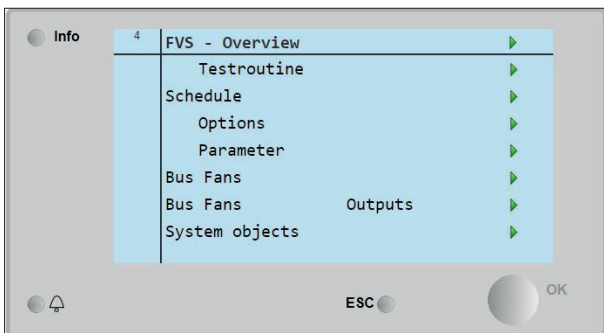 Info
4
FVS - Overview
Testroutine
Schedule
Options
Parameter
Bus Fans
Bus Fans Outputs
System objects
ESC
OK